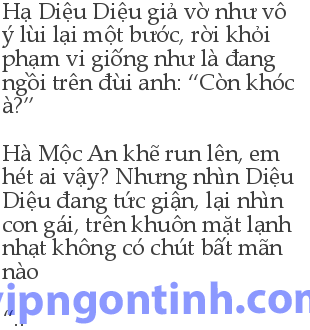 Hạ Diệu Diệu giả vờ như vô
ý lùi lại một bước, rời khỏi
phạm vi giống như là đang
ngồi trên đùi anh: “Còn khóc
à?”
Hà Mộc An khẽ run lên, em
hét ai vậy? Nhưng nhìn Diệu
Diệu đang tức giận, lại nhìn
con gái, trên khuôn mặt lạnh
nhạt không có chút bất mãn
nào
vipngontinh.com
“..